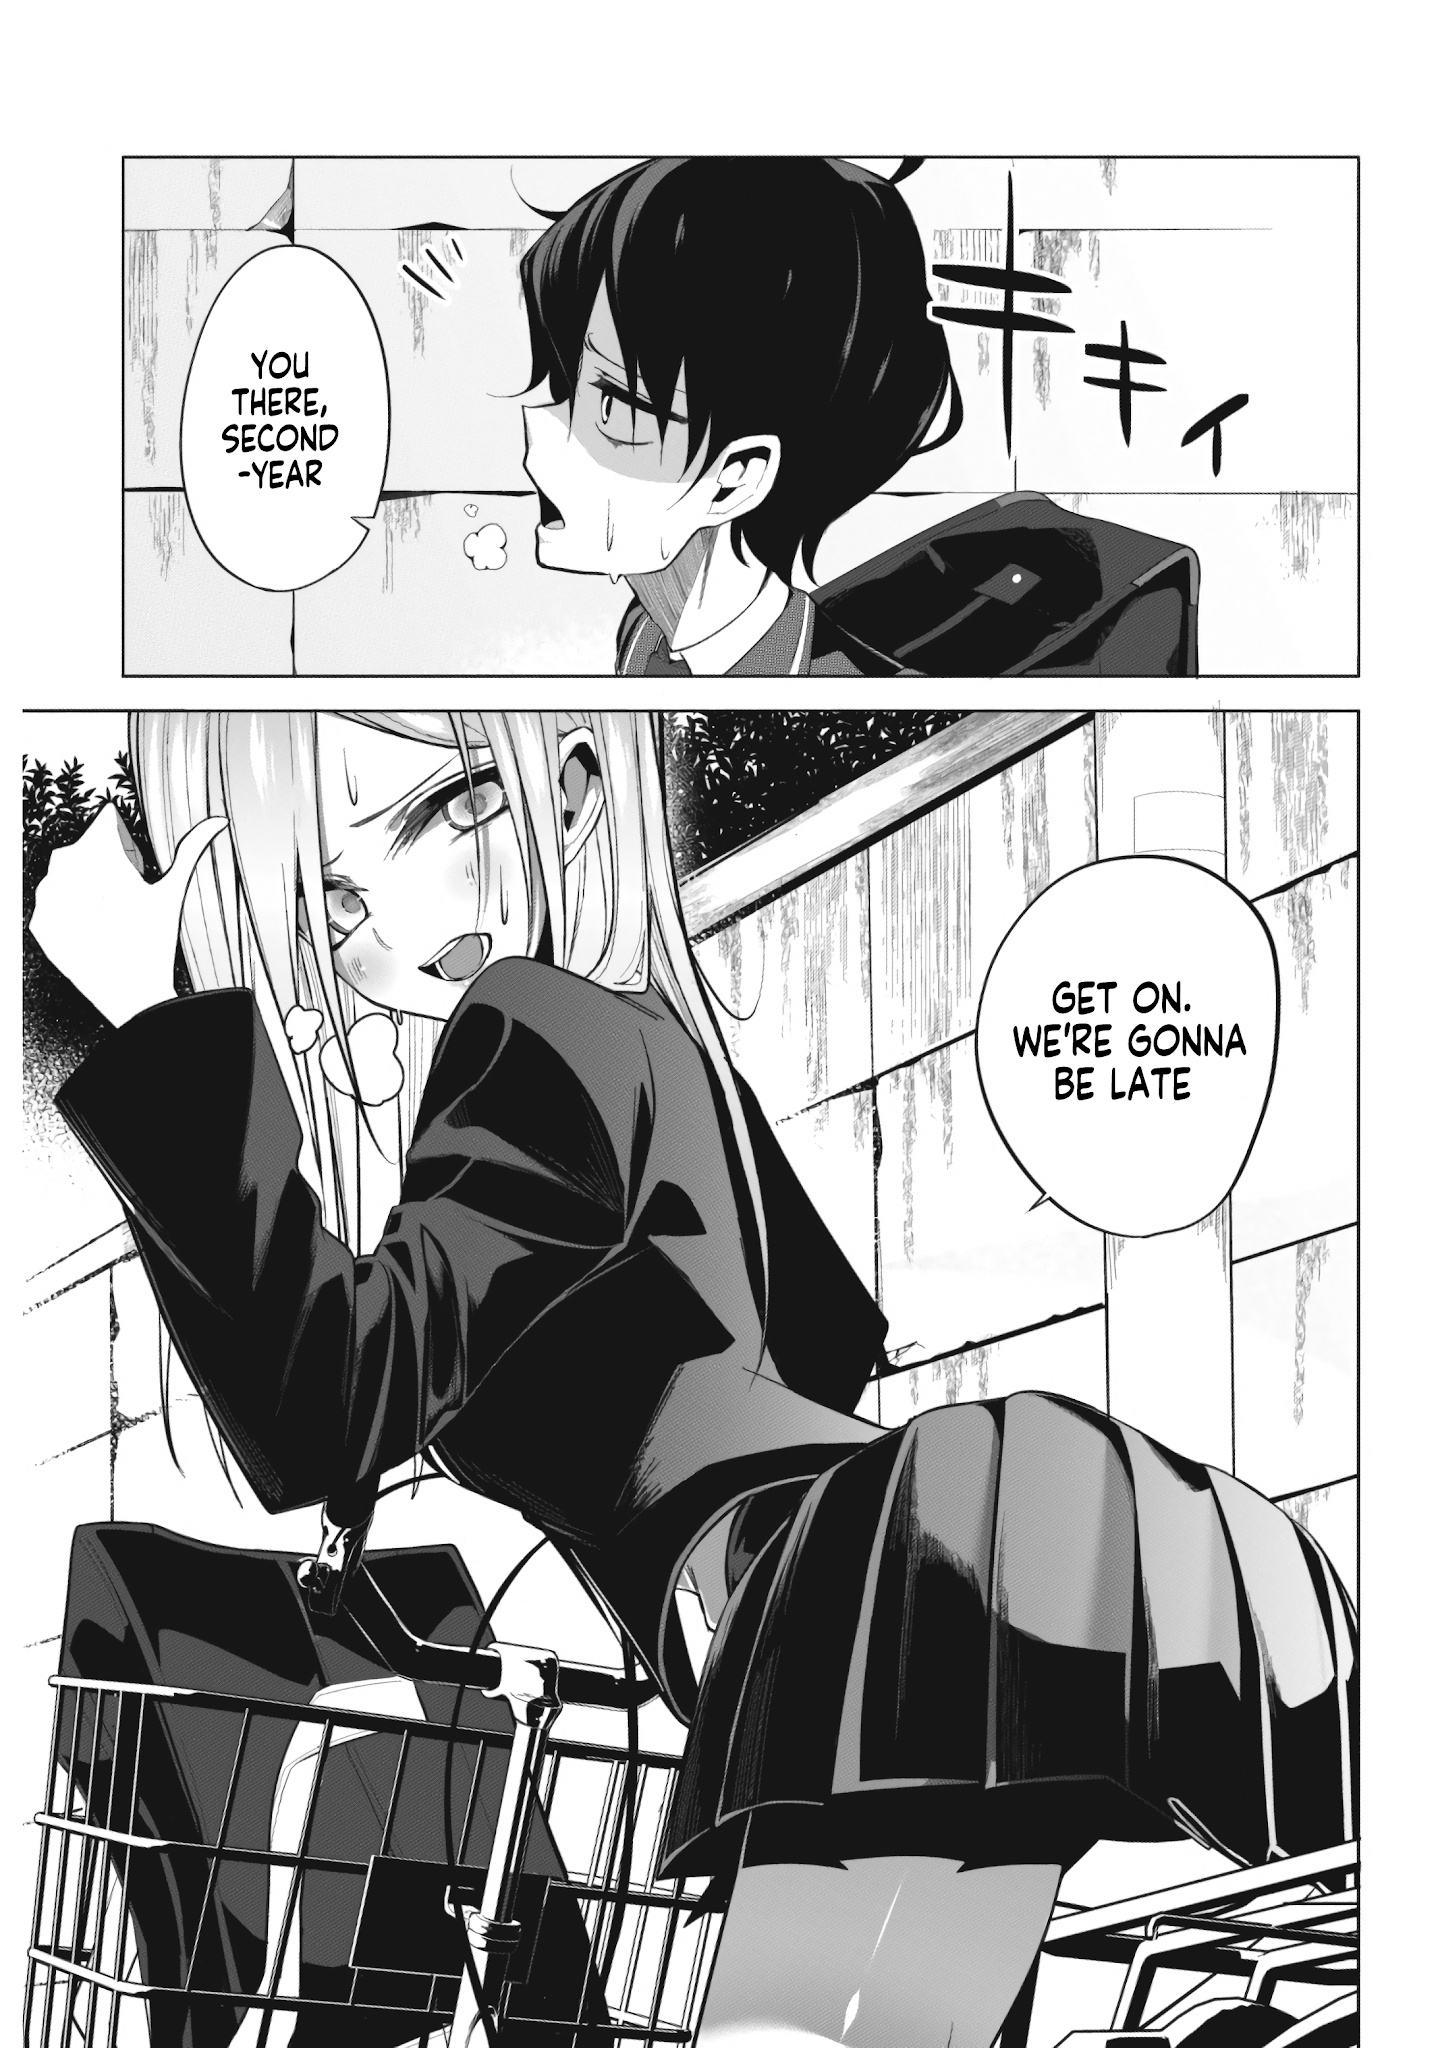 キキィ
YOU
THERE,
SECOND
-YEAR
GET ON.
WE'RE GONNA
BE LATE